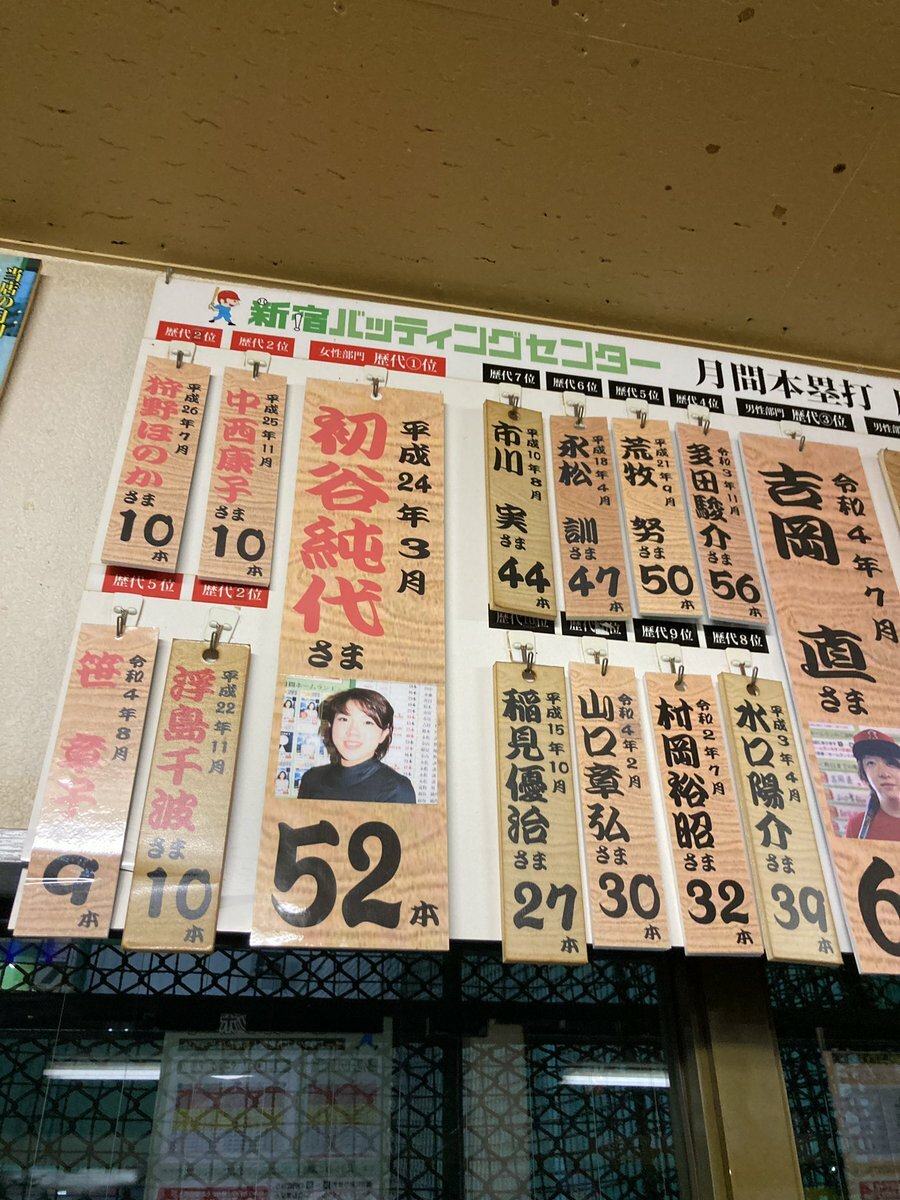 当店の
新宿バッティングセンター
月間本塁打
歴代2位
平成26年7月
狩野ほのか
さま
10本
歴代2位
平成25年11月
中西康子
さま
10本
女性部門 歴代①位
平成24年3月
初谷純代
さま
52本
歴代5位
令和4年8月
笹
9本
歴代2位
平成22年11月
浮島千波
さま
10本
歴代7位
平成10年8月
市川 実
さま
44本
歴代6位
平成18年4月
永松 訓
さま
47本
歴代5位
平成21年9月
荒牧 努
さま
50本
歴代4位
令和3年11月
多田駿介
さま
56本
男性部門 歴代③位
令和4年7月
吉岡 直
さま
6
男性部
平成15年10月
稲見優治
さま
27本
令和4年2月
山口章弘
さま
30本
歴代9位
令和2年7月
村岡裕昭
さま
32本
歴代8位
平成3年4月
水口陽介
さま
39本